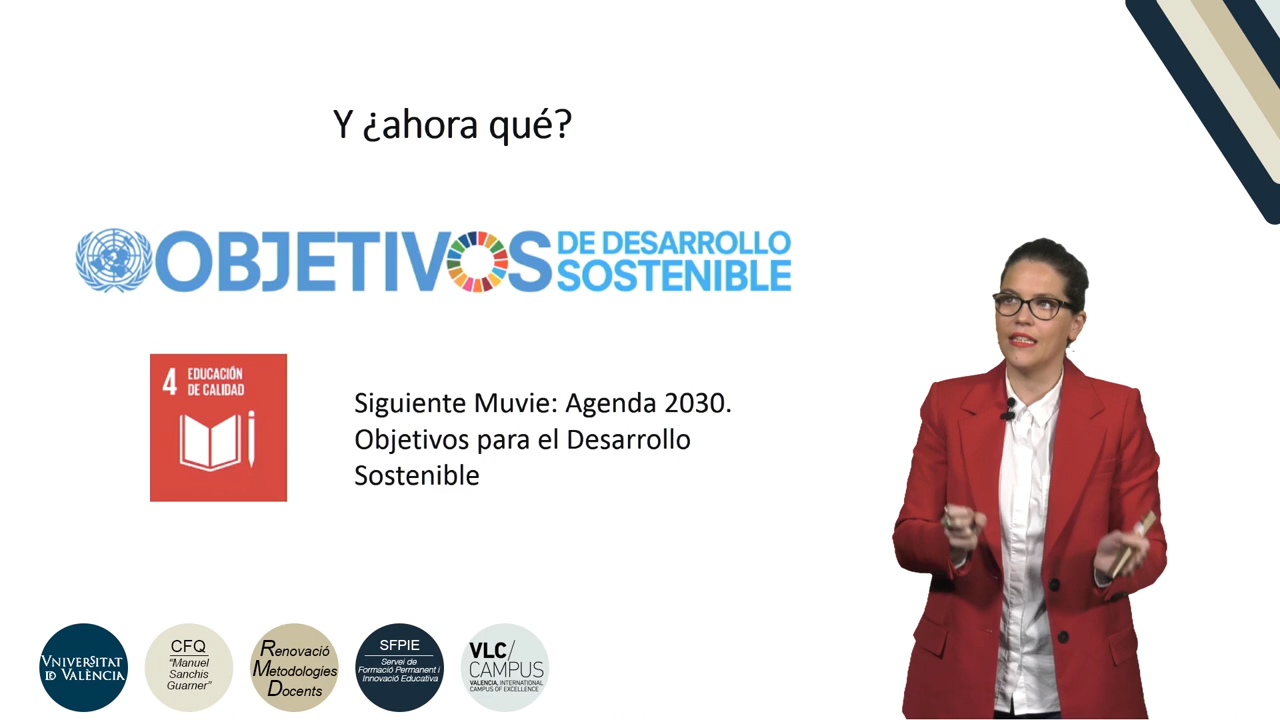 Y ¿ahora qué?
OBJETIVOS DE DESARROLLO
SOSTENIBLE
4 EDUCACIÓN
DE CALIDAD
Siguiente Muvie: Agenda 2030.
Objetivos para el Desarrollo
Sostenible
VNIVERSITAT
ID VALÈNCIA
CFQ
"Manuel
Sanchis
Guarner"
Renovació
Metodologies
Docents
SFPIE
Servei de
Formació Permanent i
Innovació Educativa
VLC/
CAMPUS
VALENCIA, INTERNATIONAL
CAMPUS OF EXCELLENCE